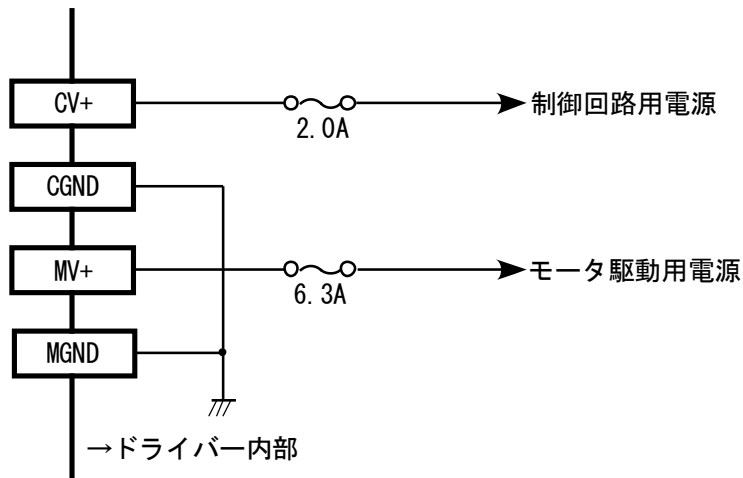 CV+
制御回路用電源
2.0A
CGND
MV+
モータ駆動用電源
6.3A
MGND
→ドライバー内部